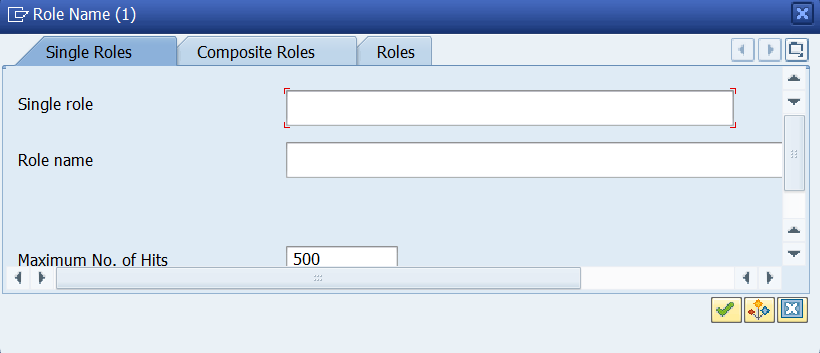 Role Name (1)
Single Roles Composite Roles Roles
Single role
Role name
Maximum No. of Hits 500